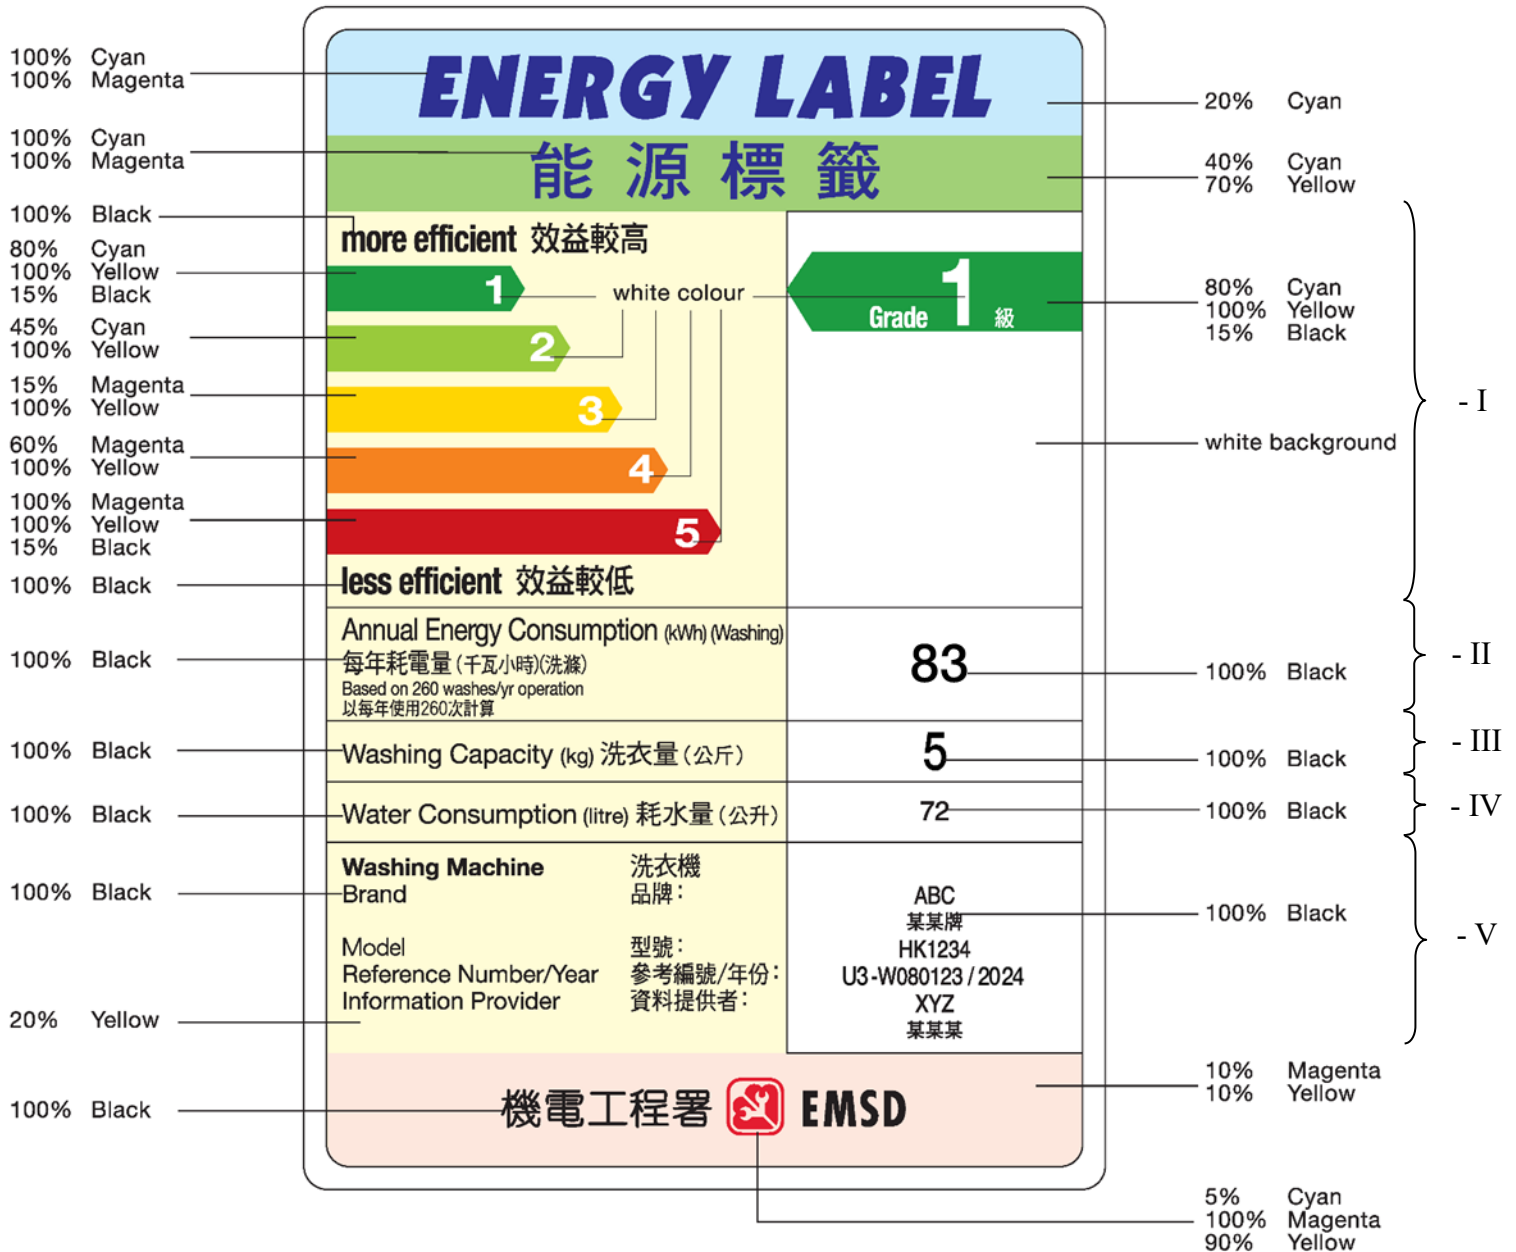 100% Cyan
100% Magenta
100% Cyan
100% Magenta
100% Black
80% Cyan
100% Yellow
15% Black
45% Cyan
100% Yellow
15% Magenta
100% Yellow
60% Magenta
100% Yellow
100% Magenta
100% Yellow
15% Black
100% Black
100% Black
100% Black
100% Black
100% Black
20% Yellow
100% Black
ENERGY LABEL
能源標籤
more efficient 效益較高
1
2
3
4
5
white colour
less efficient 效益較低
1
Grade 級
Annual Energy Consumption (kWh) (Washing)
每年耗電量 (千瓦小時)(洗滌)
Based on 260 washes/yr operation
以每年使用260次計算
83
Washing Capacity (kg) 洗衣量 (公斤)
5
Water Consumption (litre) 耗水量 (公升)
72
Washing Machine 洗衣機
Brand 品牌：
Model 型號：
Reference Number/Year 參考編號/年份：
Information Provider 資料提供者：
ABC
某某牌
HK1234
U3-W080123 / 2024
XYZ
某某某
機電工程署 EMSD
20% Cyan
40% Cyan
70% Yellow
80% Cyan
100% Yellow
15% Black
white background
100% Black
100% Black
100% Black
100% Black
10% Magenta
10% Yellow
5% Cyan
100% Magenta
90% Yellow
- I
- II
- III
- IV
- V